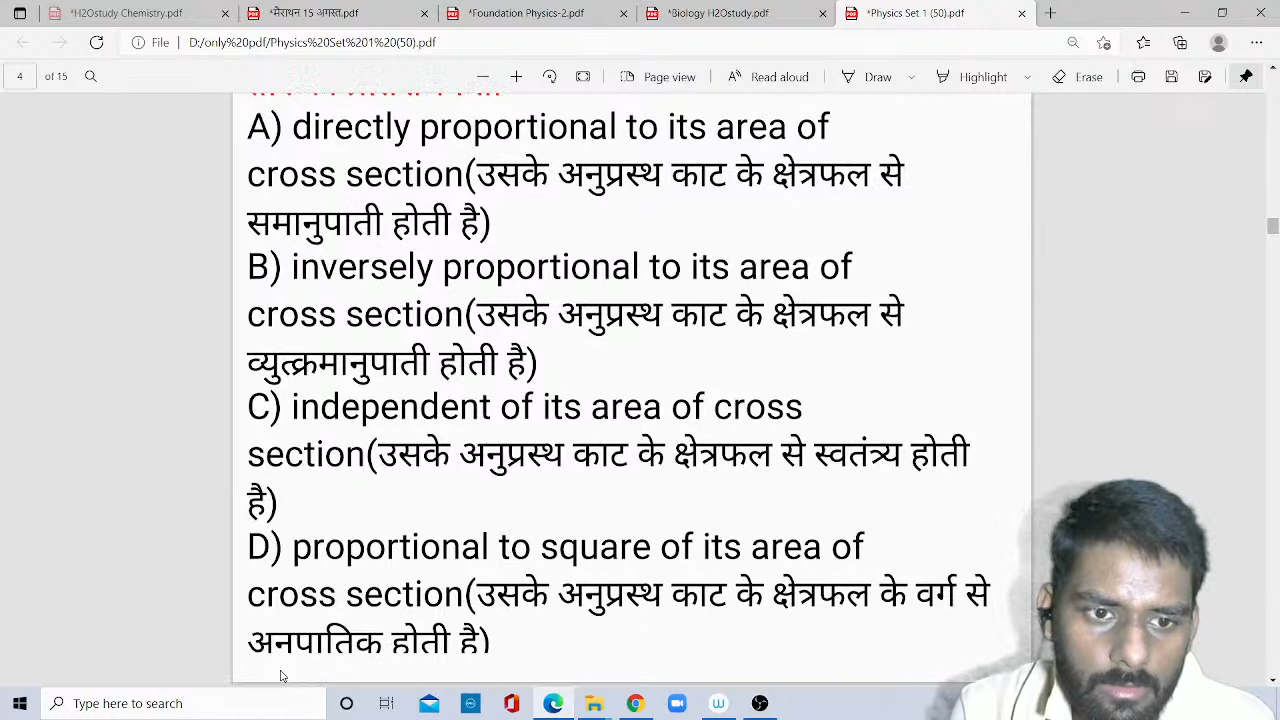 *H2Ostudy Chemistry.pdf
*मैराथन 15 अगस्त.pdf
*Foundation Physics-2.pdf
*Biology H2Ostudy.pdf
*Physics Set 1 (50).pdf
File
D:/only%20pdf/Physics%20Set%201%20(50).pdf
4 of 15
Page view
Read aloud
Draw
Highlight
Erase
A) directly proportional to its area of
cross section(उसके अनुप्रस्थ काट के क्षेत्रफल से
समानुपाती होती है)
B) inversely proportional to its area of
cross section(उसके अनुप्रस्थ काट के क्षेत्रफल से
व्युत्क्रमानुपाती होती है)
C) independent of its area of cross
section(उसके अनुप्रस्थ काट के क्षेत्रफल से स्वतंत्र्य होती
है)
D) proportional to square of its area of
cross section(उसके अनुप्रस्थ काट के क्षेत्रफल के वर्ग से
अनुपातिक होती है)
Type here to search